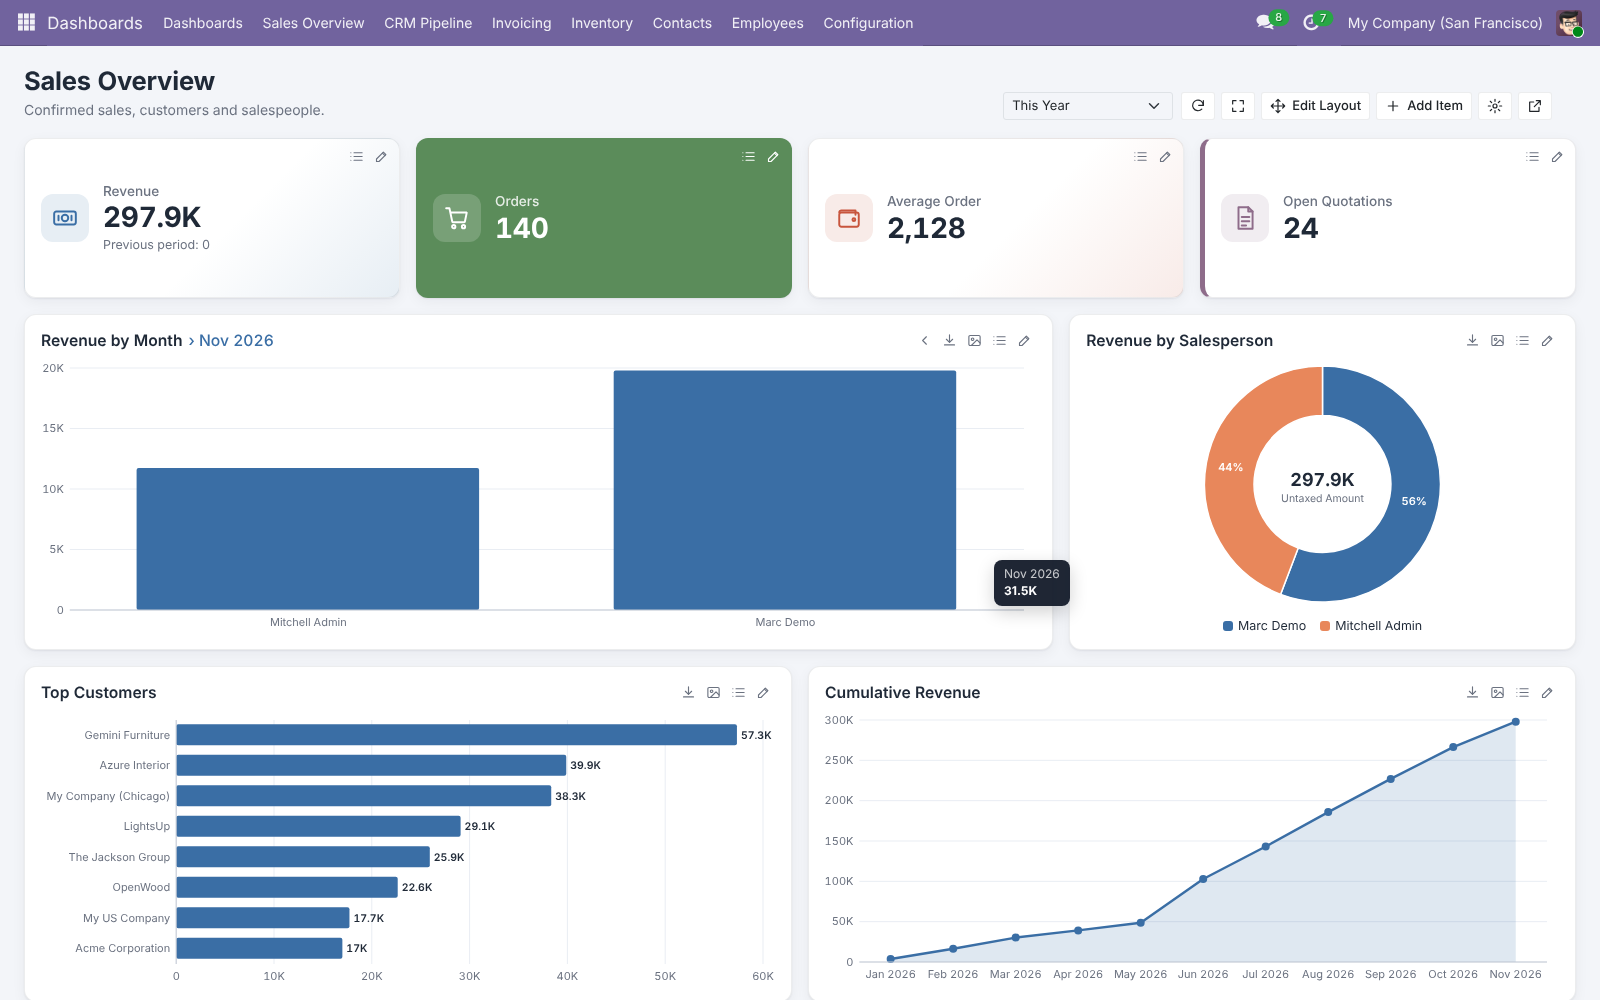 Dashboards Dashboards Sales Overview CRM Pipeline Invoicing Inventory Contacts Employees Configuration 8 7 My Company (San Francisco)
Sales Overview
Confirmed sales, customers and salespeople.
This Year Edit Layout Add Item
Revenue
297.9K
Previous period: 0
Orders
140
Average Order
2,128
Open Quotations
24
Revenue by Month › Nov 2026
20K
15K
10K
5K
0
Mitchell Admin Marc Demo
Nov 2026
31.5K
Revenue by Salesperson
44%
56%
297.9K
Untaxed Amount
Marc Demo Mitchell Admin
Top Customers
Gemini Furniture 57.3K
Azure Interior 39.9K
My Company (Chicago) 38.3K
LightsUp 29.1K
The Jackson Group 25.9K
OpenWood 22.6K
My US Company 17.7K
Acme Corporation 17K
0 10K 20K 30K 40K 50K 60K
Cumulative Revenue
300K
250K
200K
150K
100K
50K
0
Jan 2026 Feb 2026 Mar 2026 Apr 2026 May 2026 Jun 2026 Jul 2026 Aug 2026 Sep 2026 Oct 2026 Nov 2026